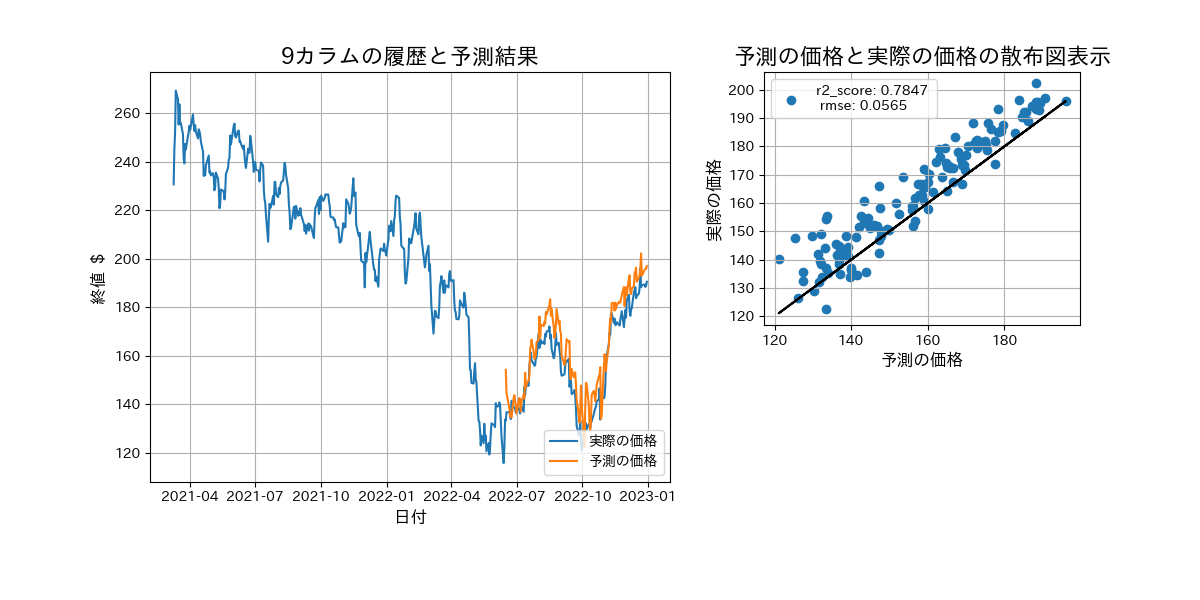 9カラムの履歴と予測結果
終値 $
260
240
220
200
180
160
140
120
2021-04 2021-07 2021-10 2022-01 2022-04 2022-07 2022-10 2023-01
日付
実際の価格
予測の価格
予測の価格と実際の価格の散布図表示
r2_score: 0.7847
rmse: 0.0565
実際の価格
200
190
180
170
160
150
140
130
120
120 140 160 180
予測の価格